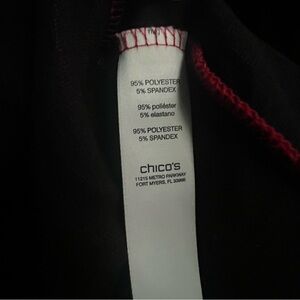 95% POLYESTER
5% SPANDEX
95% poliéster
5% elastano
95% POLYESTER
5% SPANDEX
chico's
11215 METRO PARKWAY
FORT MYERS, FL 33966